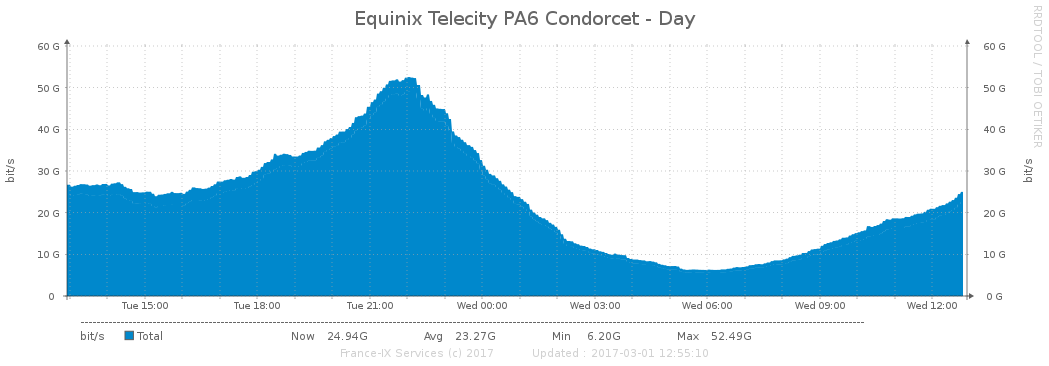 Equinix Telecity PA6 Condorcet - Day
RRDTOOL / TOBI OETIKER
bit/s
60 G 60 G
50 G 50 G
40 G 40 G
30 G 30 G
20 G 20 G
10 G 10 G
0 0 G
bit/s
Tue 15:00 Tue 18:00 Tue 21:00 Wed 00:00 Wed 03:00 Wed 06:00 Wed 09:00 Wed 12:00
bit/s Total Now 24.94G Avg 23.27G Min 6.20G Max 52.49G
France-IX Services (c) 2017 Updated : 2017-03-01 12:55:10